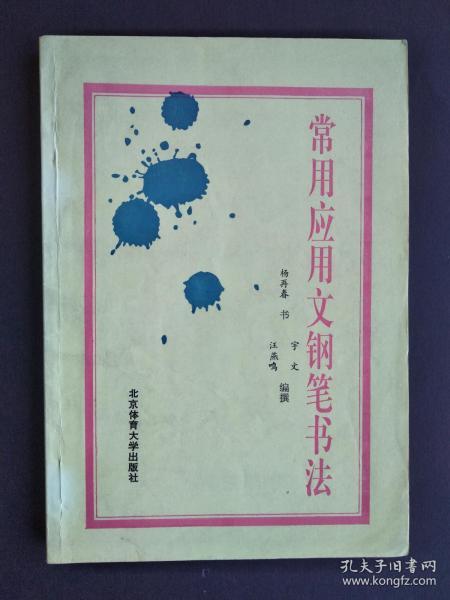 常用应用文钢笔书法
杨再春 书
宇文
汪燕鸣
编撰
北京体育大学出版社
孔夫子旧书网
www.kongfz.com